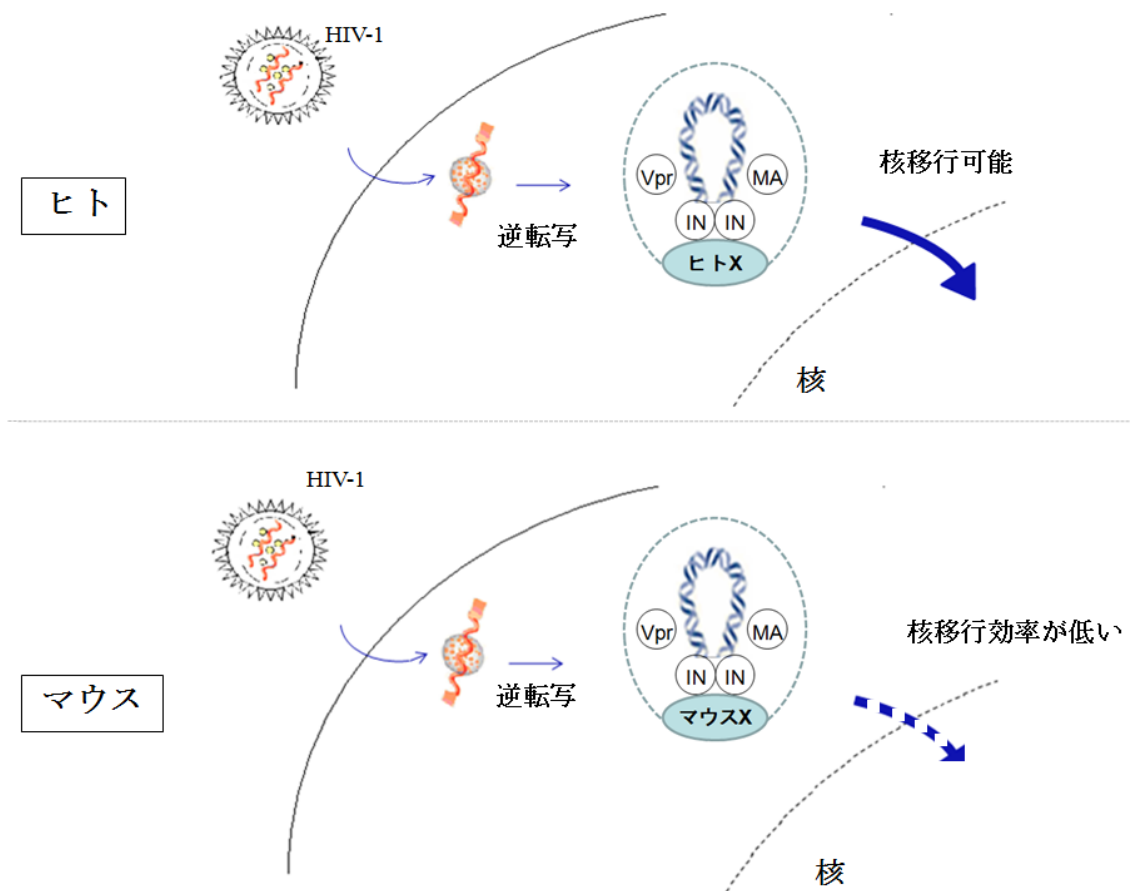 HIV-1
ヒト
逆転写
Vpr
MA
IN
IN
ヒトX
核移行可能
核
HIV-1
マウス
逆転写
Vpr
MA
IN
IN
マウスX
核移行効率が低い
核